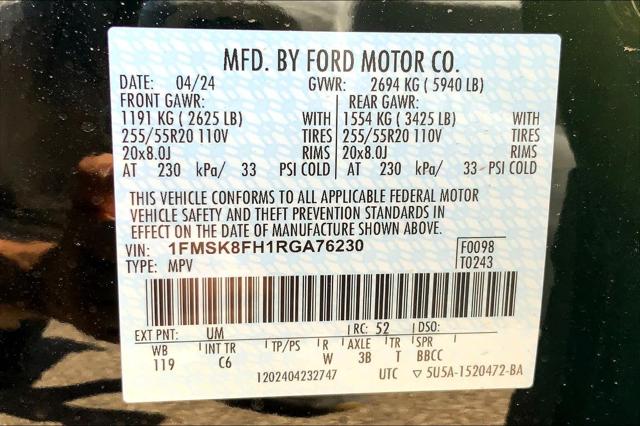 MFD. BY FORD MOTOR CO.
DATE: 04/24 GVWR: 2694 KG ( 5940 LB)
FRONT GAWR: REAR GAWR:
1191 KG ( 2625 LB) WITH 1554 KG ( 3425 LB) WITH
255/55R20 110V TIRES 255/55R20 110V TIRES
20x8.0J RIMS 20x8.0J RIMS
AT 230 kPa/ 33 PSI COLD AT 230 kPa/ 33 PSI COLD
THIS VEHICLE CONFORMS TO ALL APPLICABLE FEDERAL MOTOR
VEHICLE SAFETY AND THEFT PREVENTION STANDARDS IN
EFFECT ON THE DATE OF MANUFACTURE SHOWN ABOVE.
VIN: 1FMSK8FH1RGA76230 F0098
TYPE: MPV T0243
EXT PNT: UM RC: 52 DSO:
WB INT TR TP/PS R AXLE TR SPR
119 C6 W 3B T BBCC
1202404232747 UTC ▽ 5U5A-1520472-BA